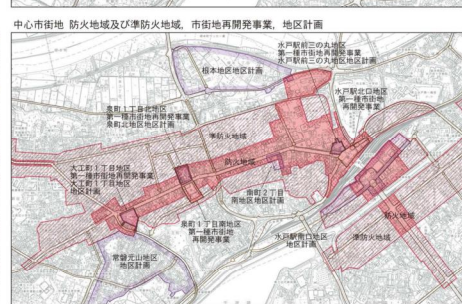 中心市街地 防火地域及び準防火地域，市街地再開発事業，地区計画
水戸駅前三の丸地区
第一種市街地再開発事業
水戸駅前三の丸地区地区計画
根本地区地区計画
水戸駅北口地区
第一種市街地
再開発事業
泉町１丁目北地区
第一種市街地再開発事業
泉町北地区地区計画
準防火地域
防火地域
大工町１丁目地区
第一種市街地再開発事業
大工町１丁目地区
地区計画
南町２丁目
南地区地区計画
泉町１丁目南地区
第一種市街地
再開発事業
水戸駅南口地区
地区計画
防火地域
準防火地域
常磐元山地区
地区計画